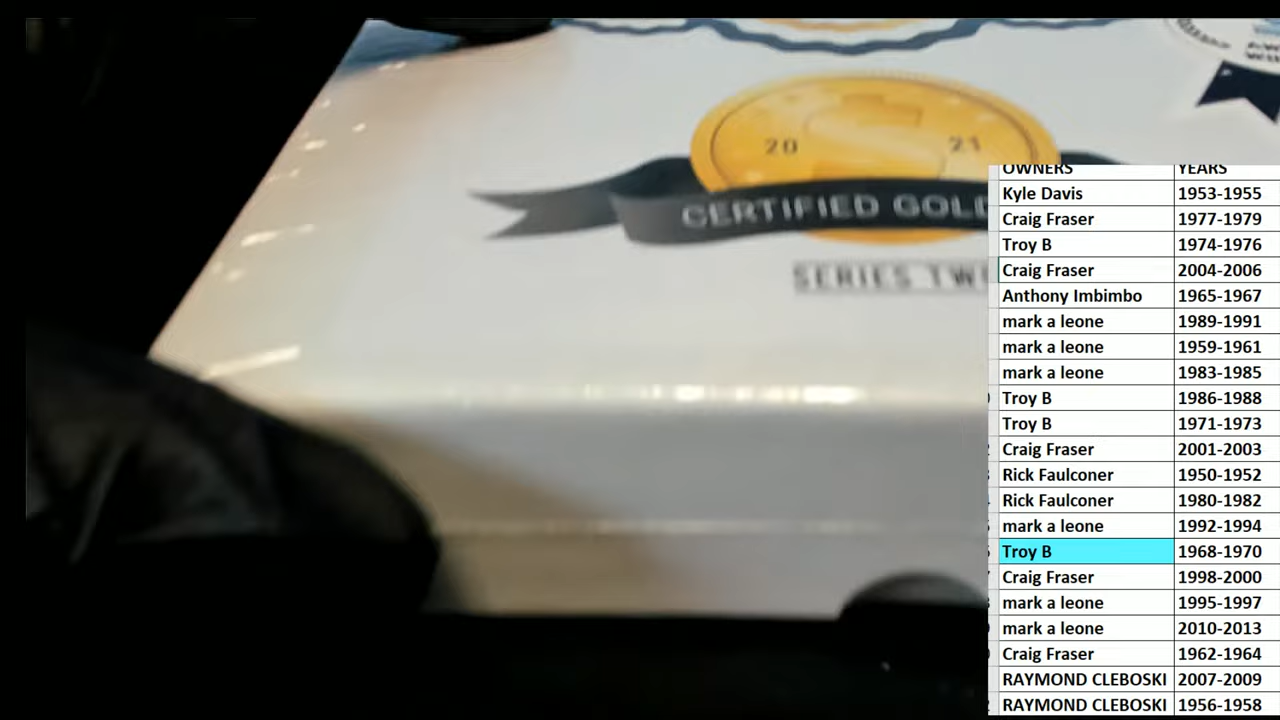 20 21
CERTIFIED GOLD
SERIES TW
OWNERS YEARS
Kyle Davis 1953-1955
Craig Fraser 1977-1979
Troy B 1974-1976
Craig Fraser 2004-2006
Anthony Imbimbo 1965-1967
mark a leone 1989-1991
mark a leone 1959-1961
mark a leone 1983-1985
Troy B 1986-1988
Troy B 1971-1973
Craig Fraser 2001-2003
Rick Faulconer 1950-1952
Rick Faulconer 1980-1982
mark a leone 1992-1994
Troy B 1968-1970
Craig Fraser 1998-2000
mark a leone 1995-1997
mark a leone 2010-2013
Craig Fraser 1962-1964
RAYMOND CLEBOSKI 2007-2009
RAYMOND CLEBOSKI 1956-1958